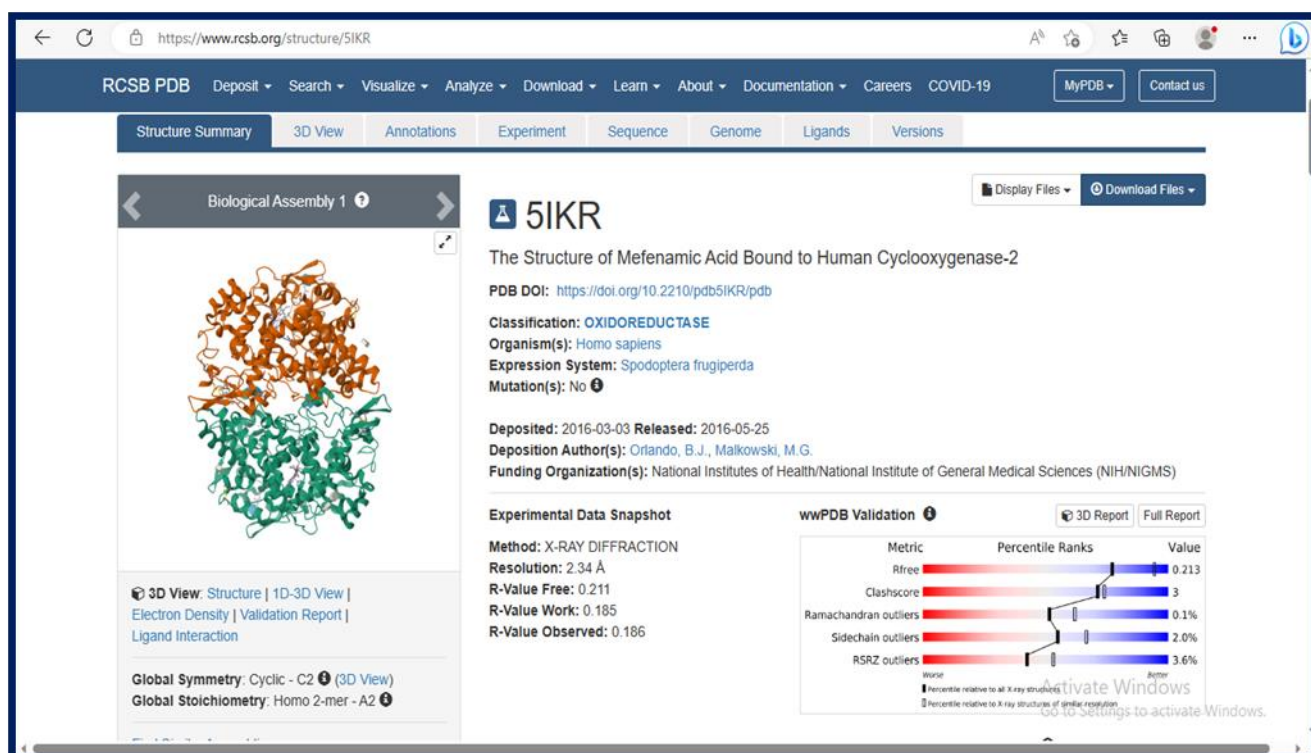 https://www.rcsb.org/structure/5IKR
RCSB PDB Deposit Search Visualize Analyze Download Learn About Documentation Careers COVID-19 MyPDB Contact us
Structure Summary 3D View Annotations Experiment Sequence Genome Ligands Versions
Biological Assembly 1
Display Files Download Files
5IKR
The Structure of Mefenamic Acid Bound to Human Cyclooxygenase-2
PDB DOI: https://doi.org/10.2210/pdb5IKR/pdb
Classification: OXIDOREDUCTASE
Organism(s): Homo sapiens
Expression System: Spodoptera frugiperda
Mutation(s): No
Deposited: 2016-03-03 Released: 2016-05-25
Deposition Author(s): Orlando, B.J., Malkowski, M.G.
Funding Organization(s): National Institutes of Health/National Institute of General Medical Sciences (NIH/NIGMS)
Experimental Data Snapshot
Method: X-RAY DIFFRACTION
Resolution: 2.34 Å
R-Value Free: 0.211
R-Value Work: 0.185
R-Value Observed: 0.186
wwPDB Validation 3D Report Full Report
Metric Percentile Ranks Value
Rfree 0.213
Clashscore 3
Ramachandran outliers 0.1%
Sidechain outliers 2.0%
RSRZ outliers 3.6%
Worse Better
Percentile relative to all X-ray structures
Percentile relative to X-ray structures of similar resolution
3D View: Structure | 1D-3D View |
Electron Density | Validation Report |
Ligand Interaction
Global Symmetry: Cyclic - C2 (3D View)
Global Stoichiometry: Homo 2-mer - A2
Activate Windows
Go to Settings to activate Windows.